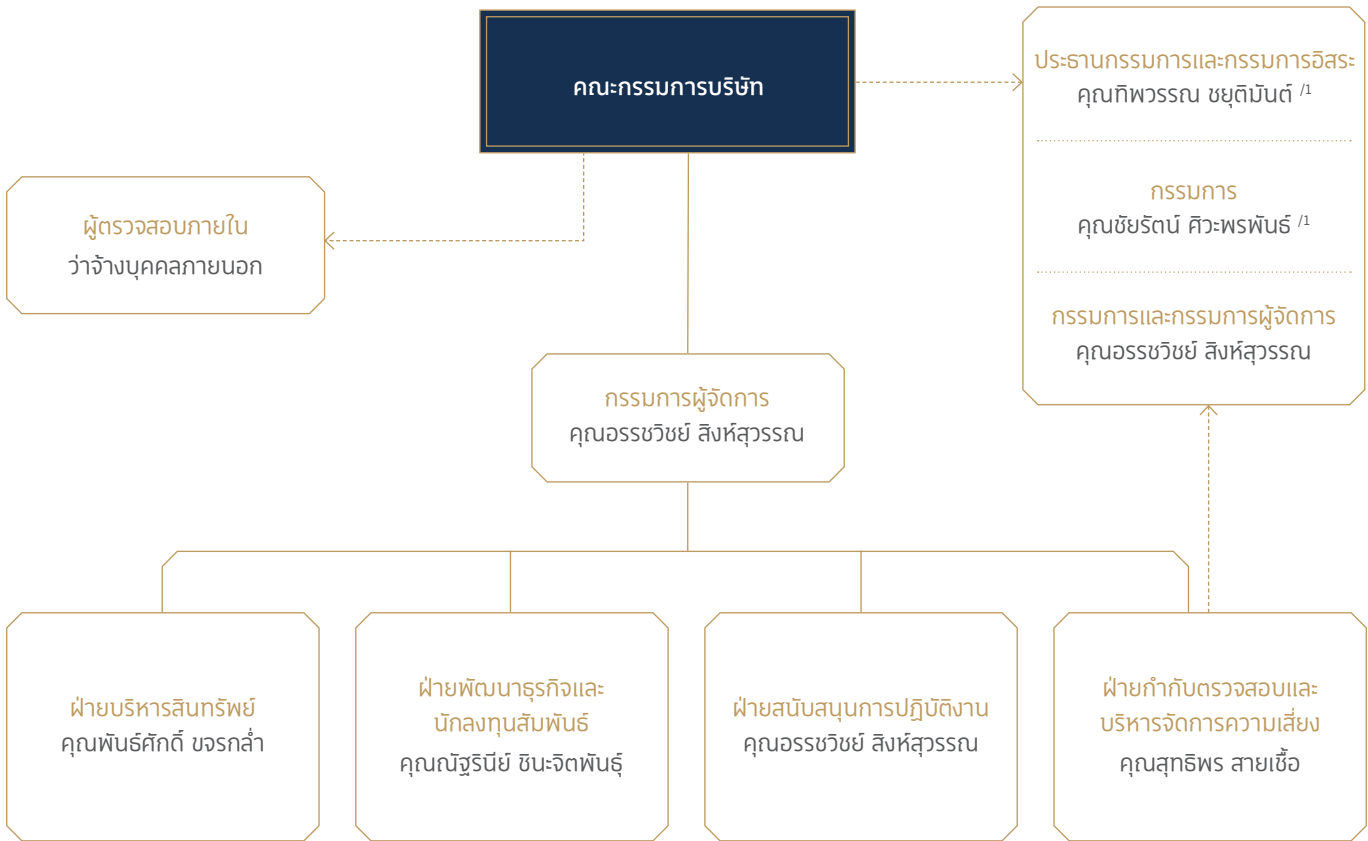 คณะกรรมการบริษัท
ประธานกรรมการและกรรมการอิสระ
คุณทิพวรรณ ชยุติมันต์ /1
กรรมการ
คุณชัยรัตน์ ศิวะพรพันธ์ /1
กรรมการและกรรมการผู้จัดการ
คุณอรรชวิชย์ สิงห์สุวรรณ
ผู้ตรวจสอบภายใน
ว่าจ้างบุคคลภายนอก
กรรมการผู้จัดการ
คุณอรรชวิชย์ สิงห์สุวรรณ
ฝ่ายบริหารสินทรัพย์
คุณพันธ์ศักดิ์ ขจรกล่ำ
ฝ่ายพัฒนาธุรกิจและ
นักลงทุนสัมพันธ์
คุณณัฐรินีย์ ชินะจิตพันธุ์
ฝ่ายสนับสนุนการปฏิบัติงาน
คุณอรรชวิชย์ สิงห์สุวรรณ
ฝ่ายกำกับตรวจสอบและ
บริหารจัดการความเสี่ยง
คุณสุทธิพร สายเชื้อ